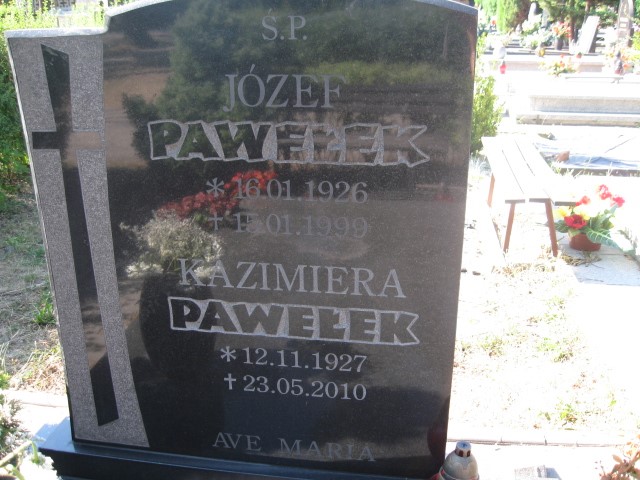 Ś.P.
JÓZEF
PAWEŁEK
* 16.01.1926
† 15.01.1999
KAZIMIERA
PAWEŁEK
* 12.11.1927
† 23.05.2010
AVE MARIA